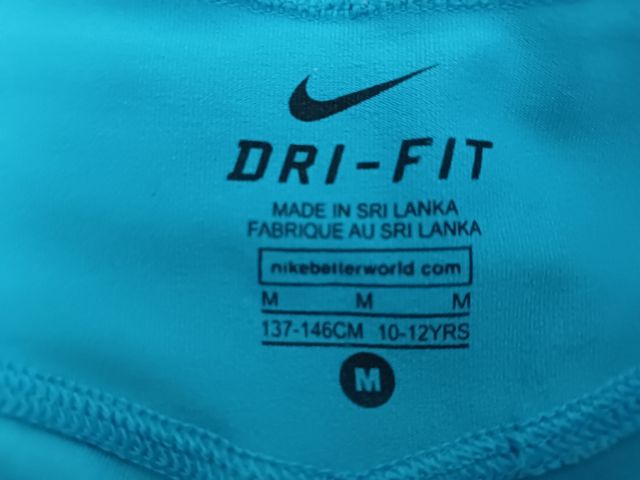 DRI-FIT
MADE IN SRI LANKA
FABRIQUE AU SRI LANKA
nikebetterworld com
M M M
137-146CM 10-12YRS
M